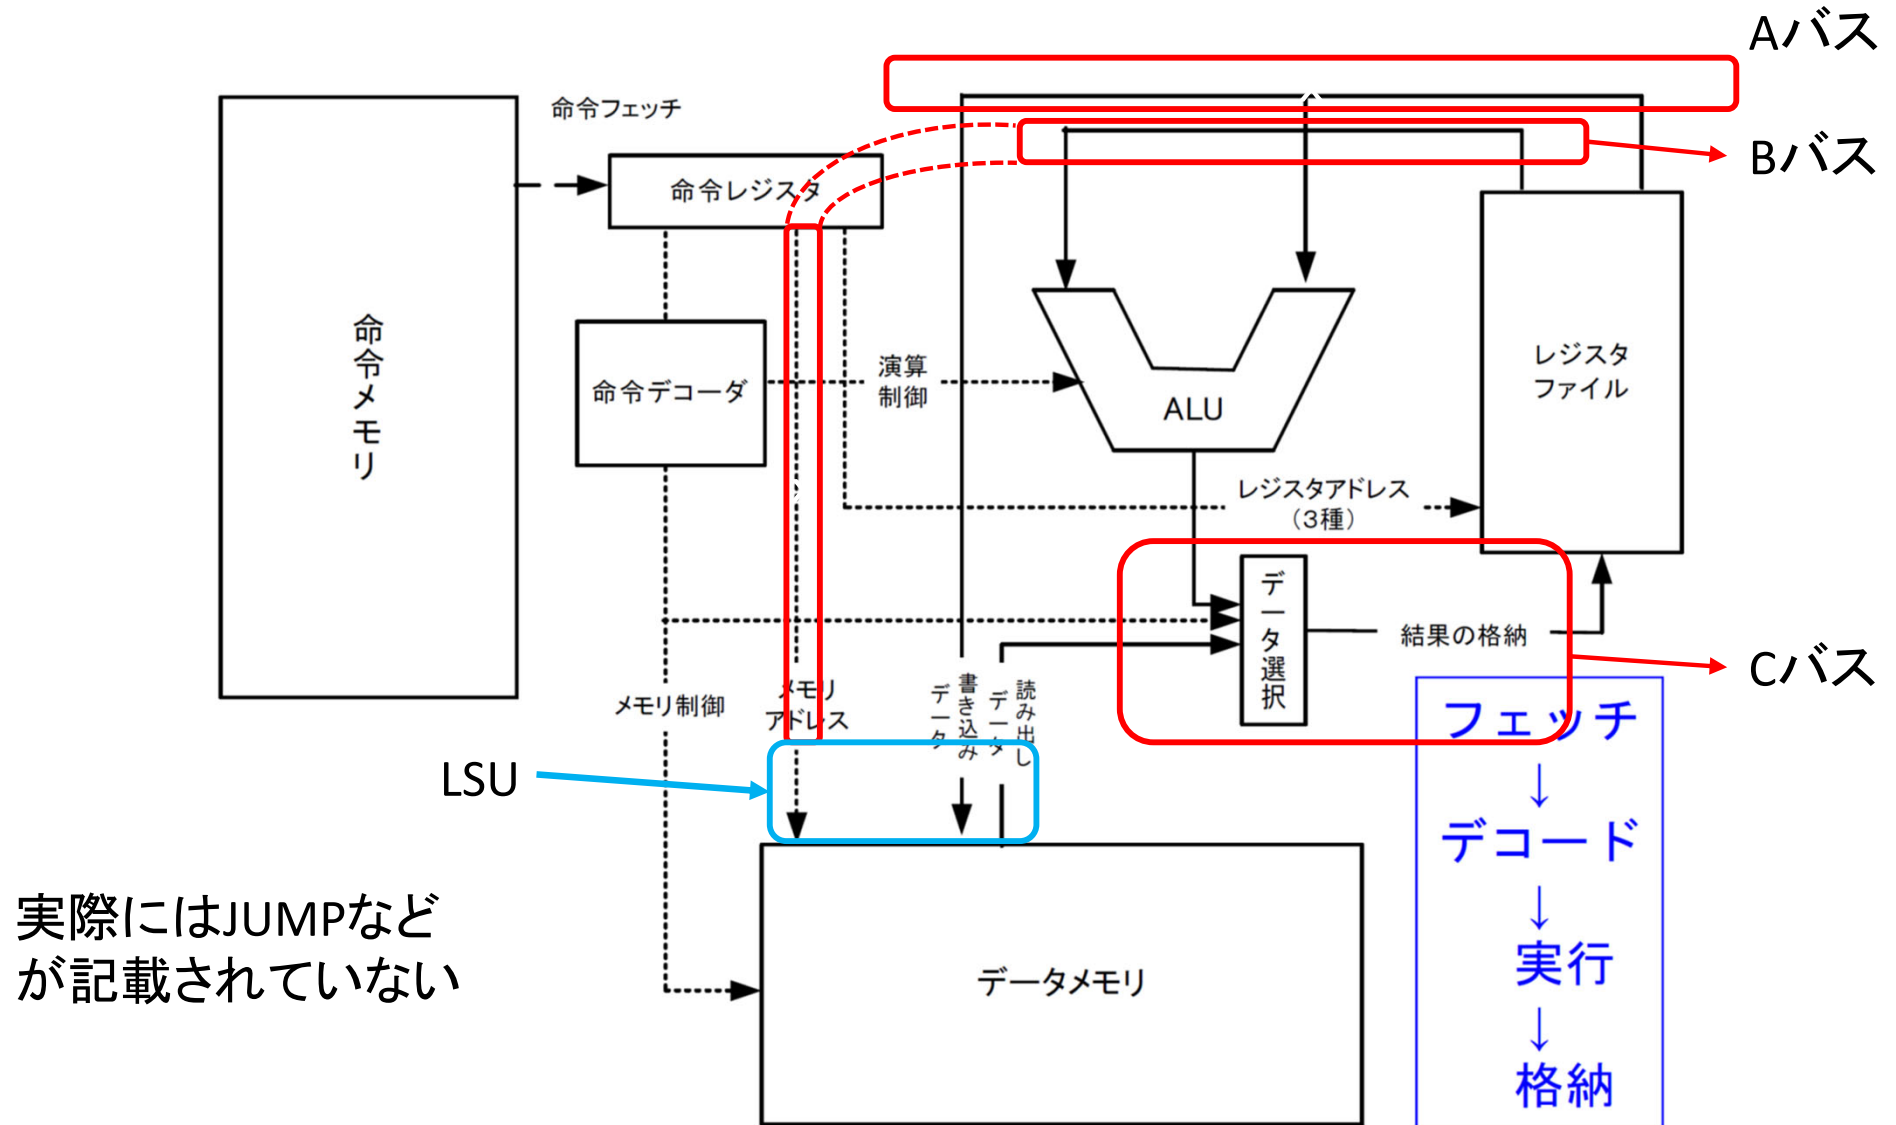 Aバス
命令フェッチ
Bバス
命令レジスタ
命令メモリ
レジスタ
ファイル
演算
制御
命令デコーダ
ALU
レジスタアドレス
（3種）
データ選択
結果の格納
Cバス
メモリ制御
メモリ
アドレス
書き込み
データ
読み出し
データ
フェッチ
↓
デコード
↓
実行
↓
格納
LSU
実際にはJUMPなど
が記載されていない
データメモリ